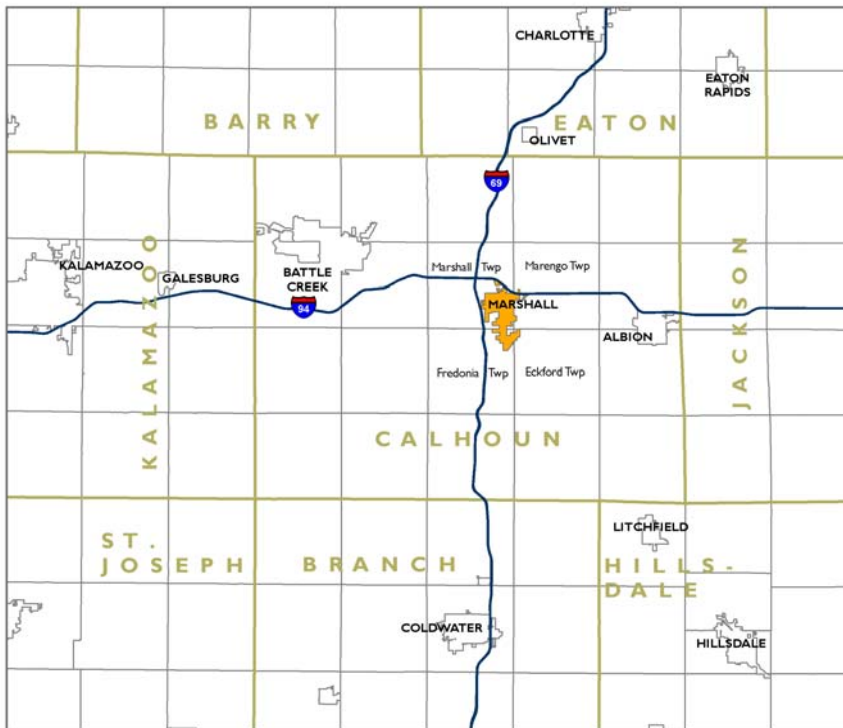 CHARLOTTE
EATON
RAPIDS
BARRY
EATON
OLIVET
69
KALAMAZOO
GALESBURG
BATTLE
CREEK
94
Marshall Twp
Marengo Twp
MARSHALL
ALBION
KALAMAZOO
JACKSON
Fredonia Twp
Eckford Twp
CALHOUN
ST.
JOSEPH
BRANCH
LITCHFIELD
HILLS-
DALE
COLDWATER
HILLSDALE